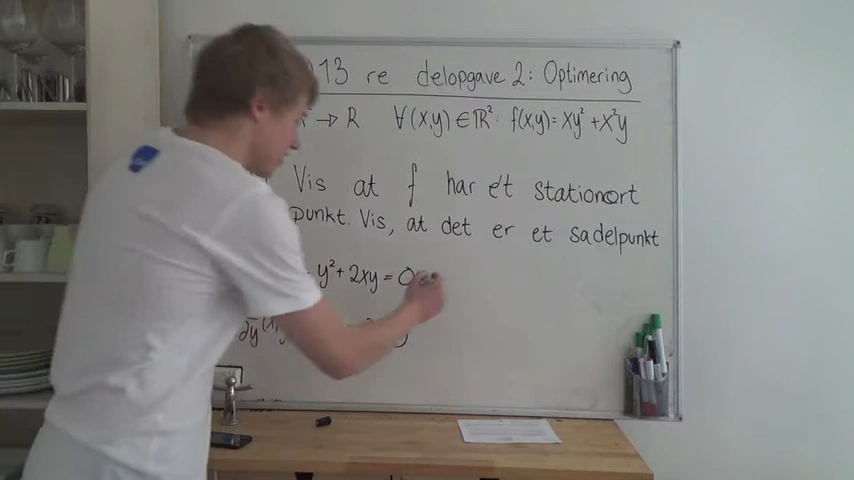 13 re delopgave 2: Optimering
→ R ∀(x,y) ∈ ℝ²: f(x,y) = xy² + x²y
Vis at f har ét stationært
punkt. Vis, at det er et sadelpunkt
y² + 2xy = 0
∂y